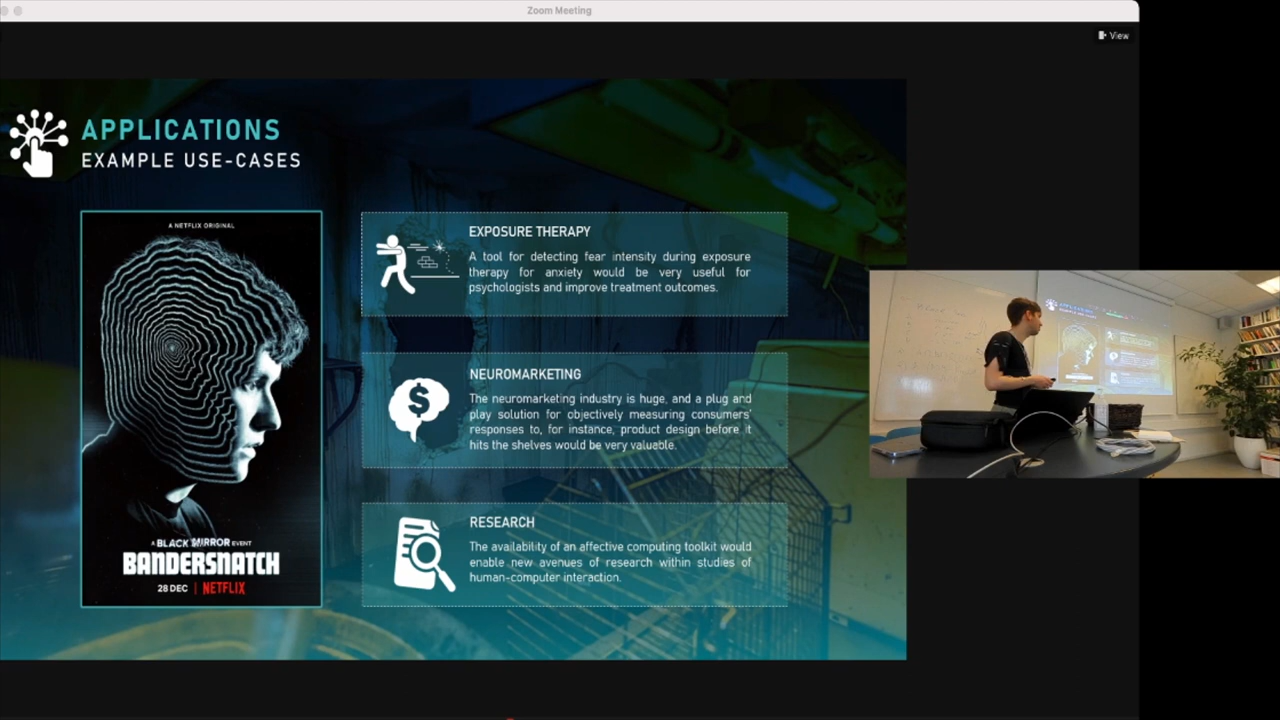 Zoom Meeting
View
APPLICATIONS
EXAMPLE USE-CASES
A NETFLIX ORIGINAL
A BLACK MIRROR EVENT
BANDERSNATCH
28 DEC | NETFLIX
EXPOSURE THERAPY
A tool for detecting fear intensity during exposure
therapy for anxiety would be very useful for
psychologists and improve treatment outcomes.
$
NEUROMARKETING
The neuromarketing industry is huge, and a plug and
play solution for objectively measuring consumers'
responses to, for instance, product design before it
hits the shelves would be very valuable.
RESEARCH
The availability of an affective computing toolkit would
enable new avenues of research within studies of
human-computer interaction.